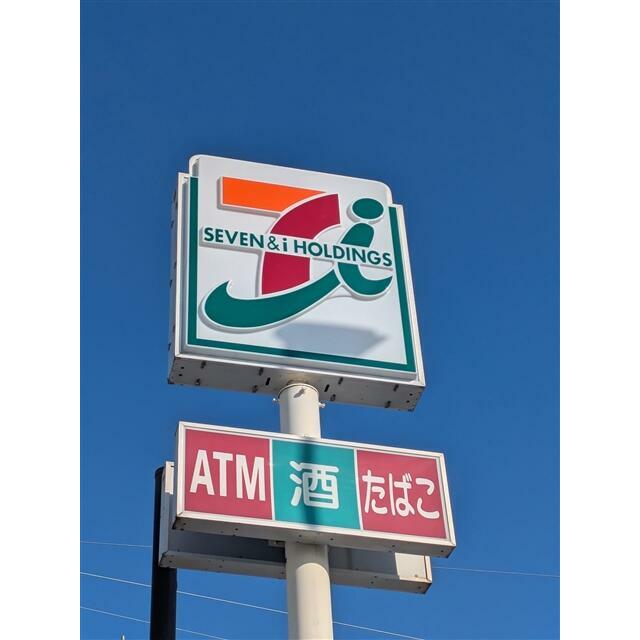 SEVEN&i HOLDINGS
ATM 酒 たばこ